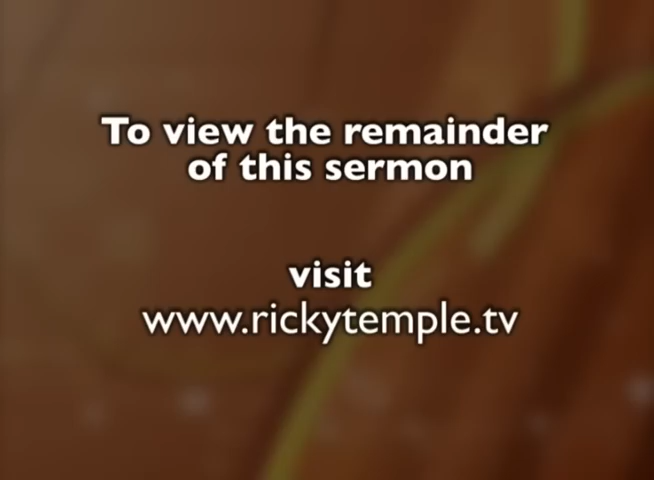 To view the remainder
of this sermon
visit
www.rickytemple.tv